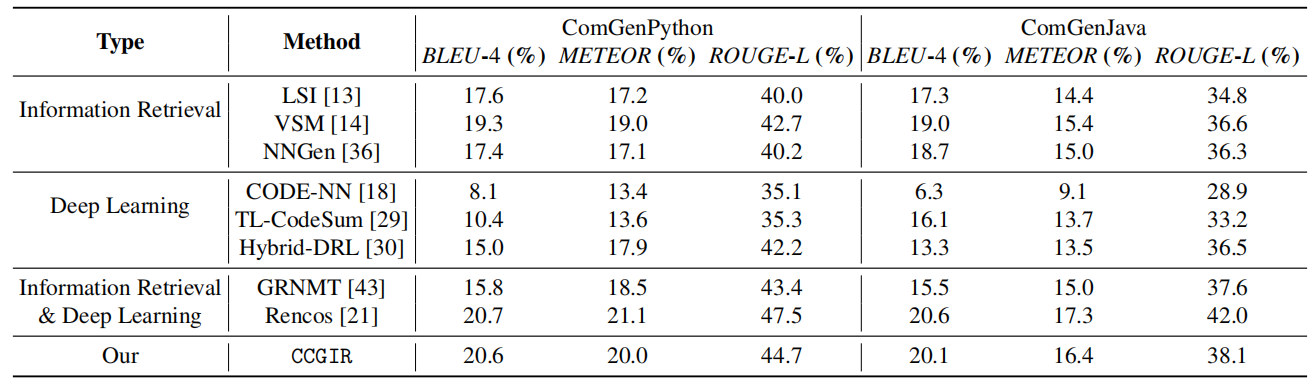 Type Method ComGenPython ComGenJava
BLEU-4 (%) METEOR (%) ROUGE-L (%) BLEU-4 (%) METEOR (%) ROUGE-L (%)
Information Retrieval LSI [13] 17.6 17.2 40.0 17.3 14.4 34.8
VSM [14] 19.3 19.0 42.7 19.0 15.4 36.6
NNGen [36] 17.4 17.1 40.2 18.7 15.0 36.3
Deep Learning CODE-NN [18] 8.1 13.4 35.1 6.3 9.1 28.9
TL-CodeSum [29] 10.4 13.6 35.3 16.1 13.7 33.2
Hybrid-DRL [30] 15.0 17.9 42.2 13.3 13.5 36.5
Information Retrieval GRNMT [43] 15.8 18.5 43.4 15.5 15.0 37.6
& Deep Learning Rencos [21] 20.7 21.1 47.5 20.6 17.3 42.0
Our CCGIR 20.6 20.0 44.7 20.1 16.4 38.1